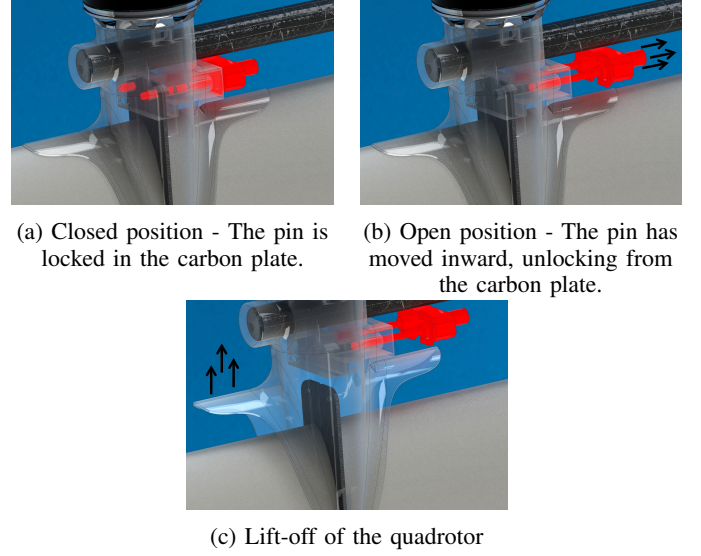 (a) Closed position - The pin is
locked in the carbon plate.
(b) Open position - The pin has
moved inward, unlocking from
the carbon plate.
(c) Lift-off of the quadrotor